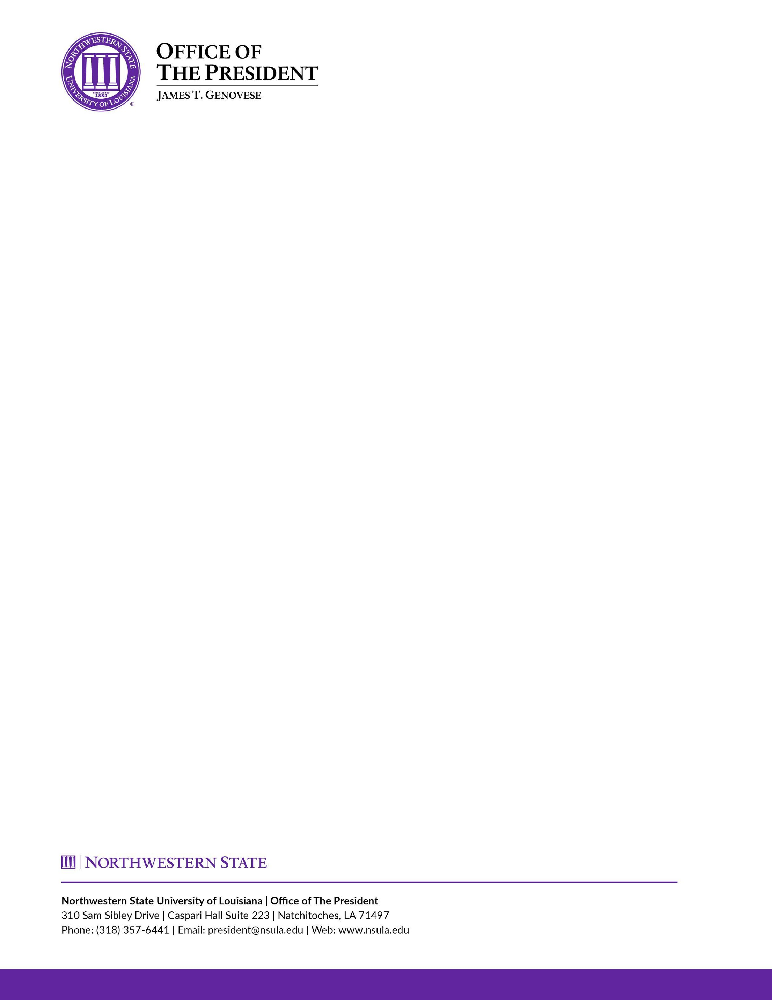 NORTHWESTERN STATE
UNIVERSITY OF LOUISIANA
ESTABLISHED
1884
©
OFFICE OF
THE PRESIDENT
JAMES T. GENOVESE
NORTHWESTERN STATE
Northwestern State University of Louisiana | Office of The President
310 Sam Sibley Drive | Caspari Hall Suite 223 | Natchitoches, LA 71497
Phone: (318) 357-6441 | Email: president@nsula.edu | Web: www.nsula.edu